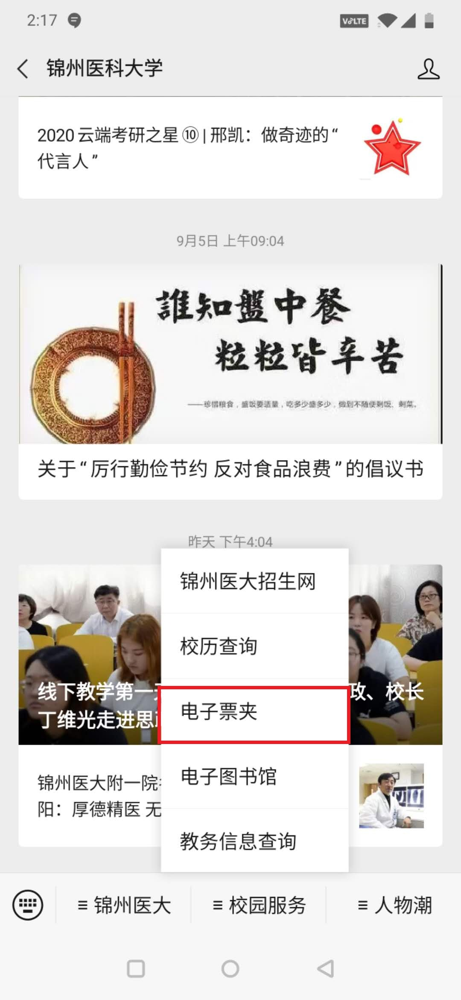 2:17
VoLTE
锦州医科大学
2020云端考研之星⑩|邢凯：做奇迹的“
代言人”
9月5日 上午09:04
誰知盤中餐
粒粒皆辛苦
——珍惜粮食，盛饭要适量，吃多少盛多少，做到不随便剩饭、剩菜。
关于“厉行勤俭节约 反对食品浪费”的倡议书
昨天 下午4:04
锦州医大招生网
校历查询
线下教学第一 政、校长
电子票夹
丁维光走进思
电子图书馆
锦州医大附一院
阳：厚德精医 无
教务信息查询
≡ 锦州医大
≡ 校园服务
≡ 人物潮